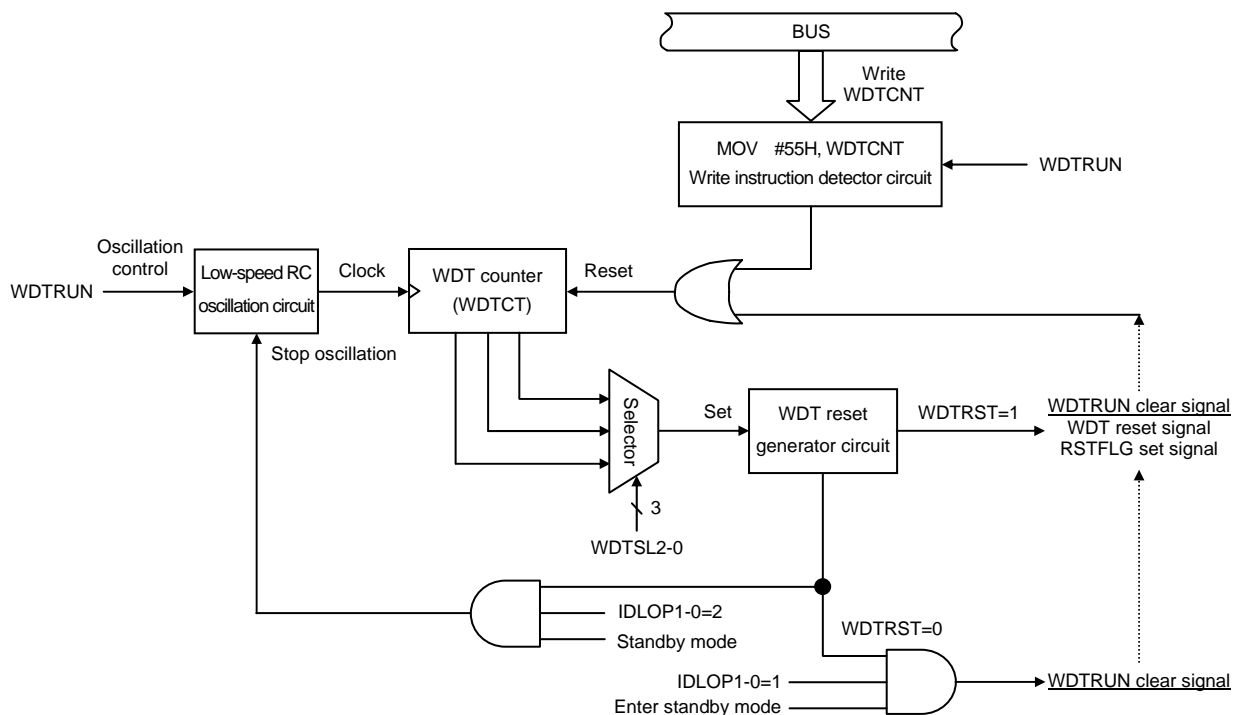 BUS
Write
WDTCNT
MOV #55H, WDTCNT
Write instruction detector circuit
WDTRUN
Oscillation
control
WDTRUN
Low-speed RC
oscillation circuit
Clock
WDT counter
(WDTCT)
Reset
Stop oscillation
Selector
Set
WDT reset
generator circuit
WDTRST=1
WDTRUN clear signal
WDT reset signal
RSTFLG set signal
3
WDTSL2-0
IDLOP1-0=2
Standby mode
WDTRST=0
IDLOP1-0=1
Enter standby mode
WDTRUN clear signal